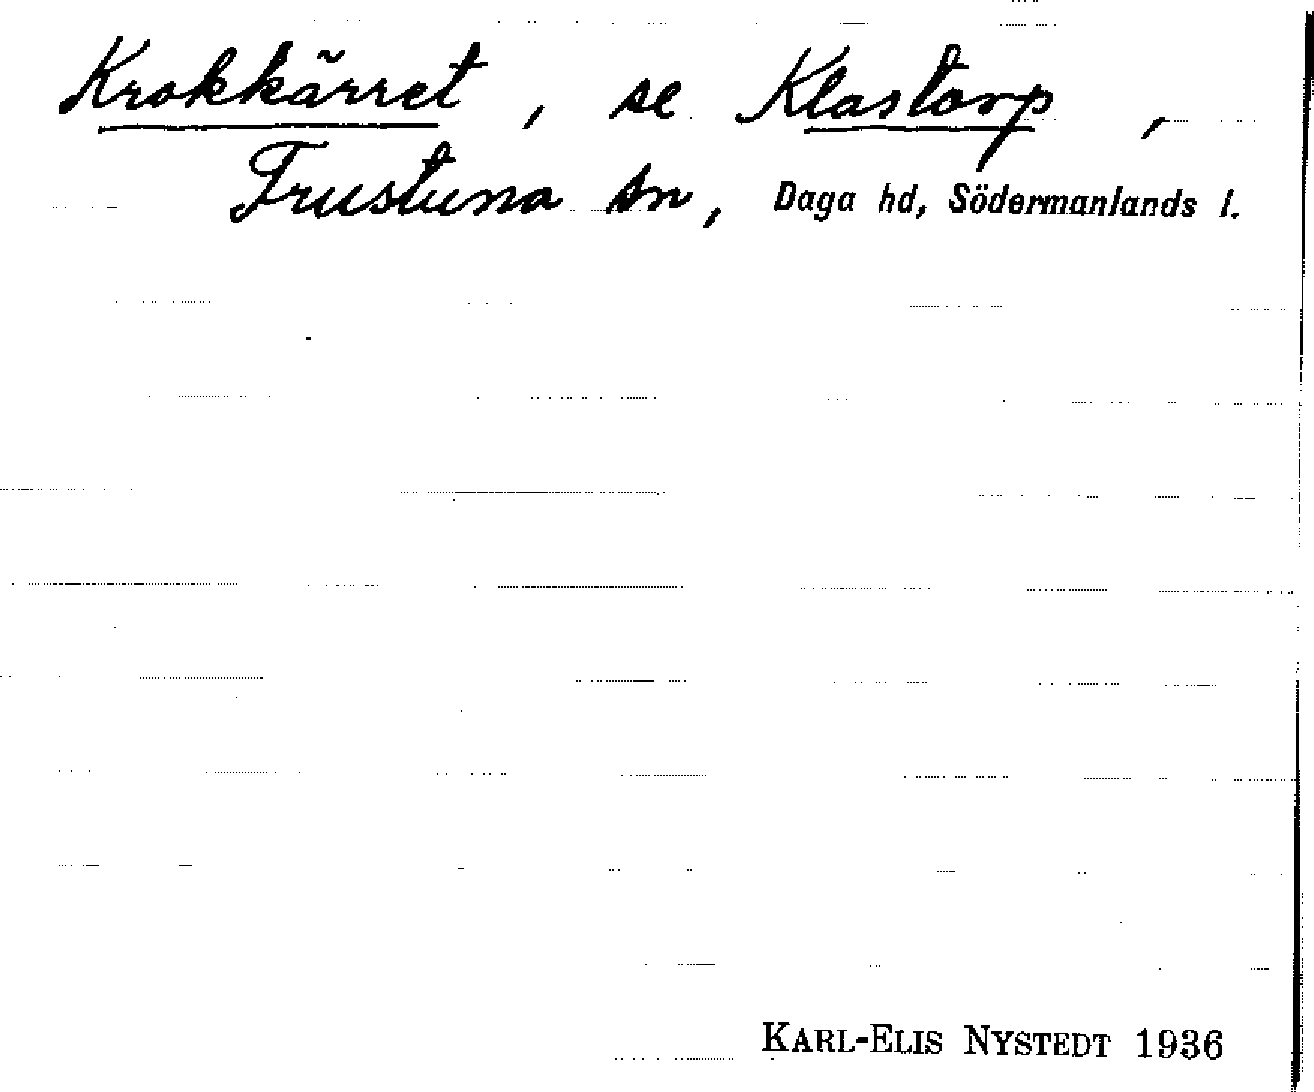 Krokkärret, se Klastorp,
Frustuna sn, Daga hd, Södermanlands l.
KARL-ELIS NYSTEDT 1936